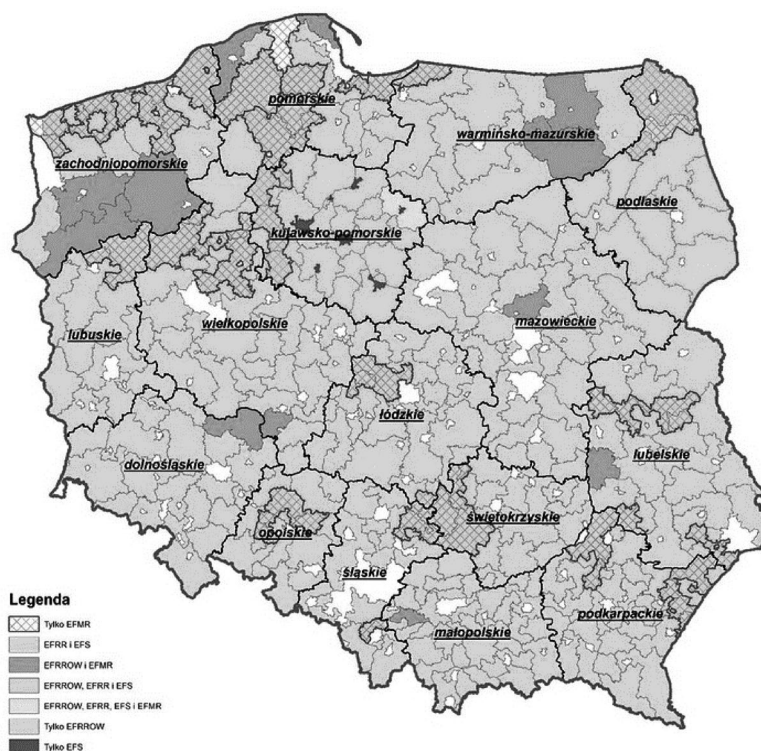 pomorskie
warmińsko-mazurskie
zachodniopomorskie
podlaskie
kujawsko-pomorskie
mazowieckie
wielkopolskie
lubuskie
łódzkie
lubelskie
dolnośląskie
świętokrzyskie
opolskie
śląskie
podkarpackie
małopolskie
Legenda
Tylko EFMR
EFRR i EFS
EFRROW i EFMR
EFRROW, EFRR i EFS
EFRROW, EFRR, EFS i EFMR
Tylko EFRROW
Tylko EFS